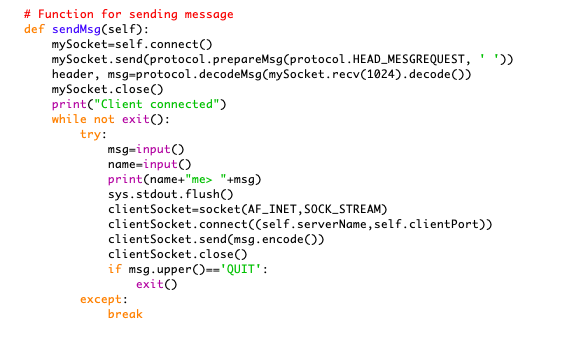 # Function for sending message
def sendMsg(self):
    mySocket=self.connect()
    mySocket.send(protocol.prepareMsg(protocol.HEAD_MESGREQUEST, ' '))
    header, msg=protocol.decodeMsg(mySocket.recv(1024).decode())
    mySocket.close()
    print("Client connected")
    while not exit():
        try:
            msg=input()
            name=input()
            print(name+"me> "+msg)
            sys.stdout.flush()
            clientSocket=socket(AF_INET,SOCK_STREAM)
            clientSocket.connect((self.serverName,self.clientPort))
            clientSocket.send(msg.encode())
            clientSocket.close()
            if msg.upper()=='QUIT':
                exit()
        except:
            break